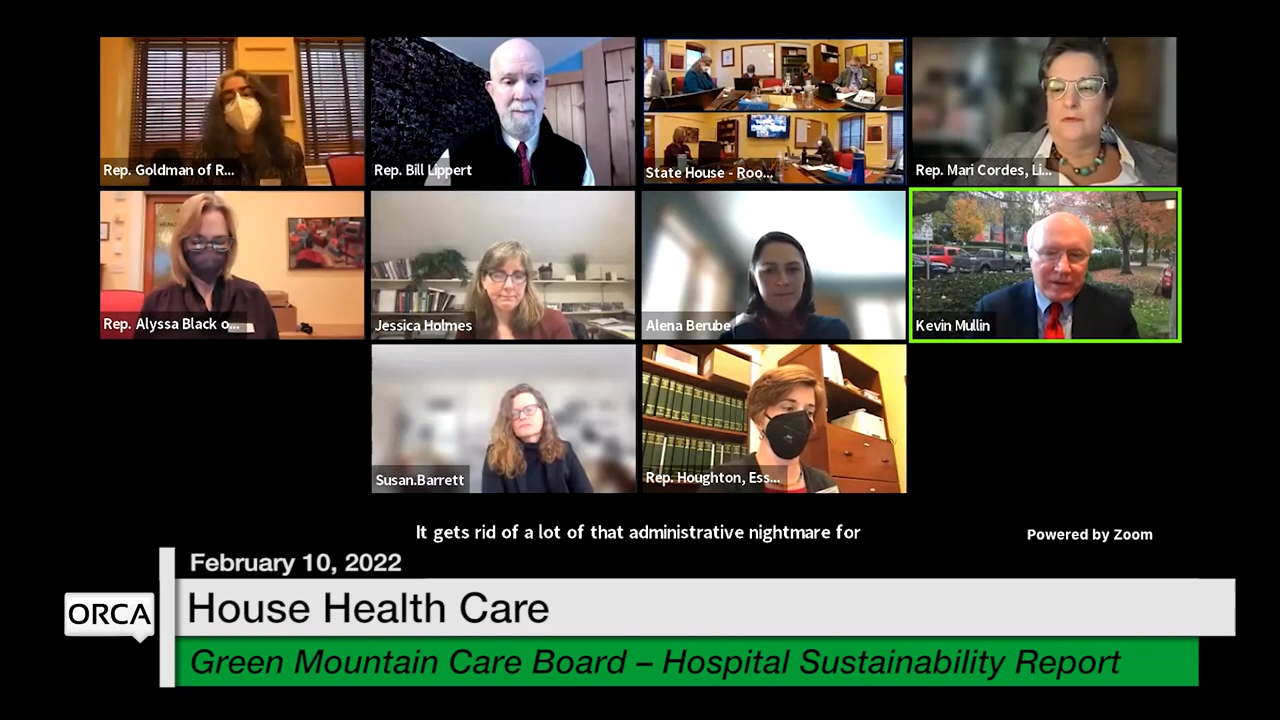 Rep. Goldman of R...
Rep. Bill Lippert
State House - Roo...
Rep. Mari Cordes, Li...
Rep. Alyssa Black o...
Jessica Holmes
Alena Berube
Kevin Mullin
Susan.Barrett
Rep. Houghton, Ess...
It gets rid of a lot of that administrative nightmare for
Powered by Zoom
February 10, 2022
ORCA
House Health Care
Green Mountain Care Board – Hospital Sustainability Report